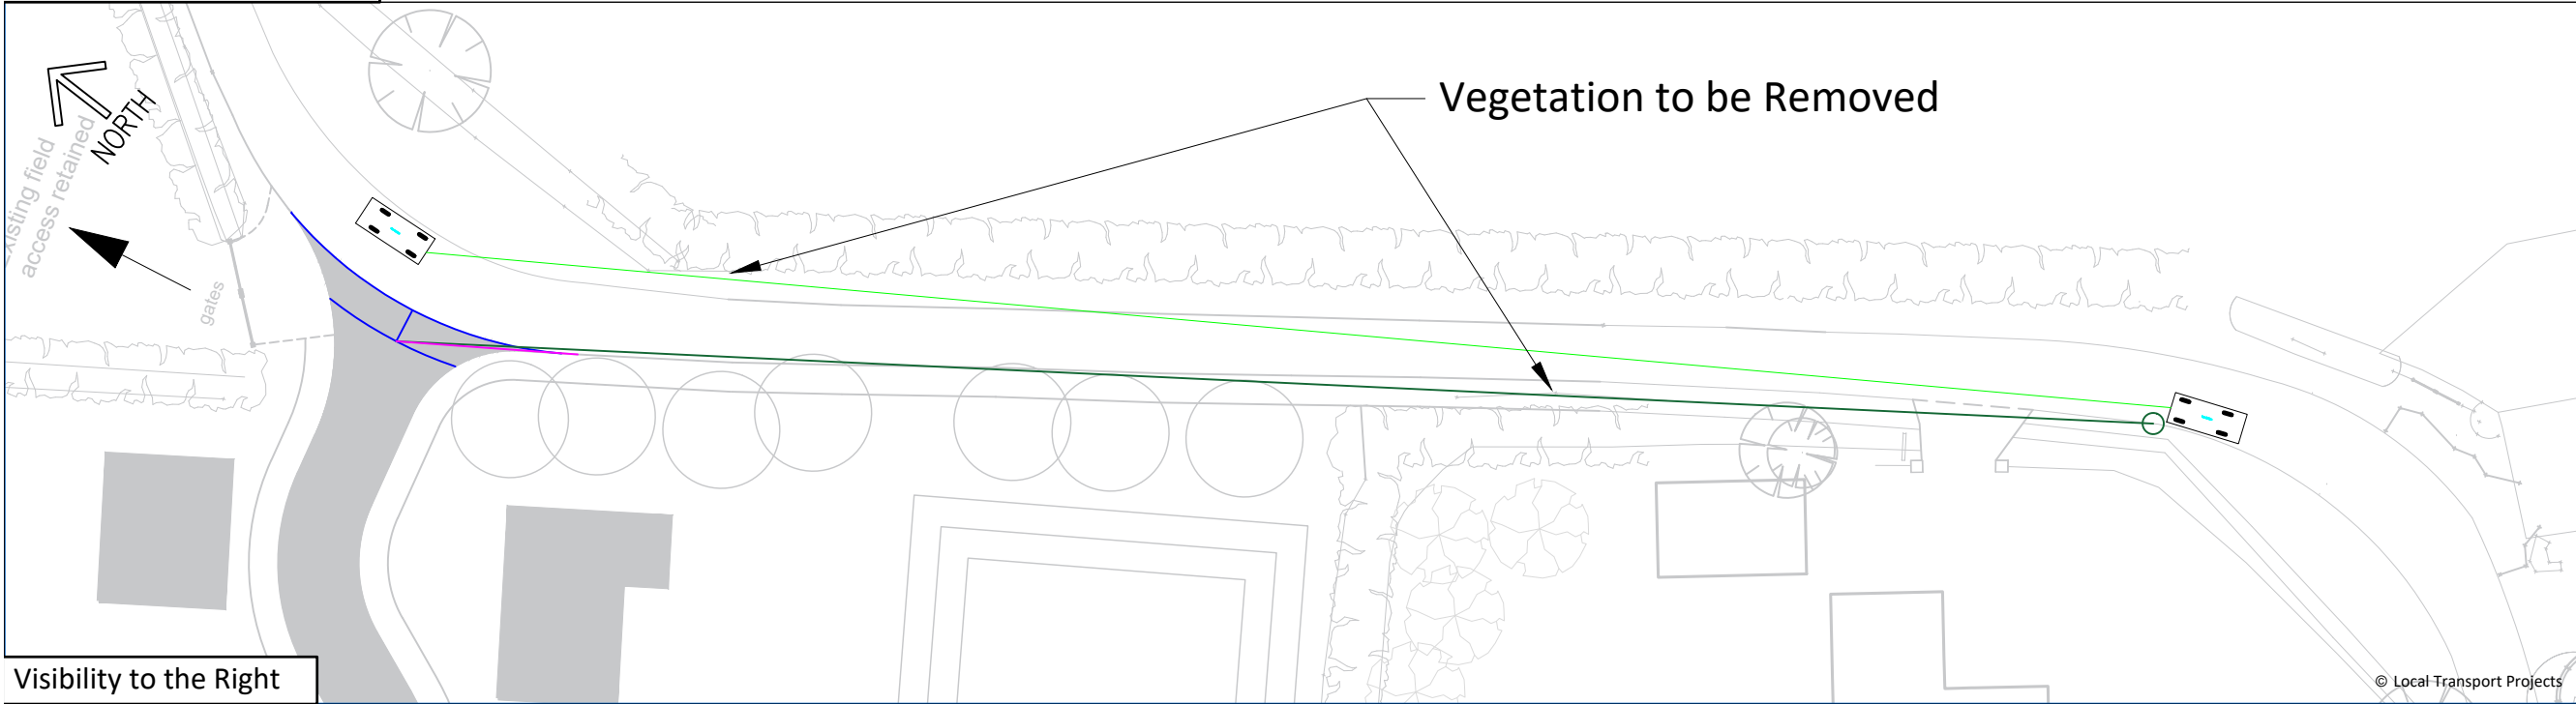 Vegetation to be Removed
NORTH
Existing field
access retained
gates
Visibility to the Right
© Local Transport Projects